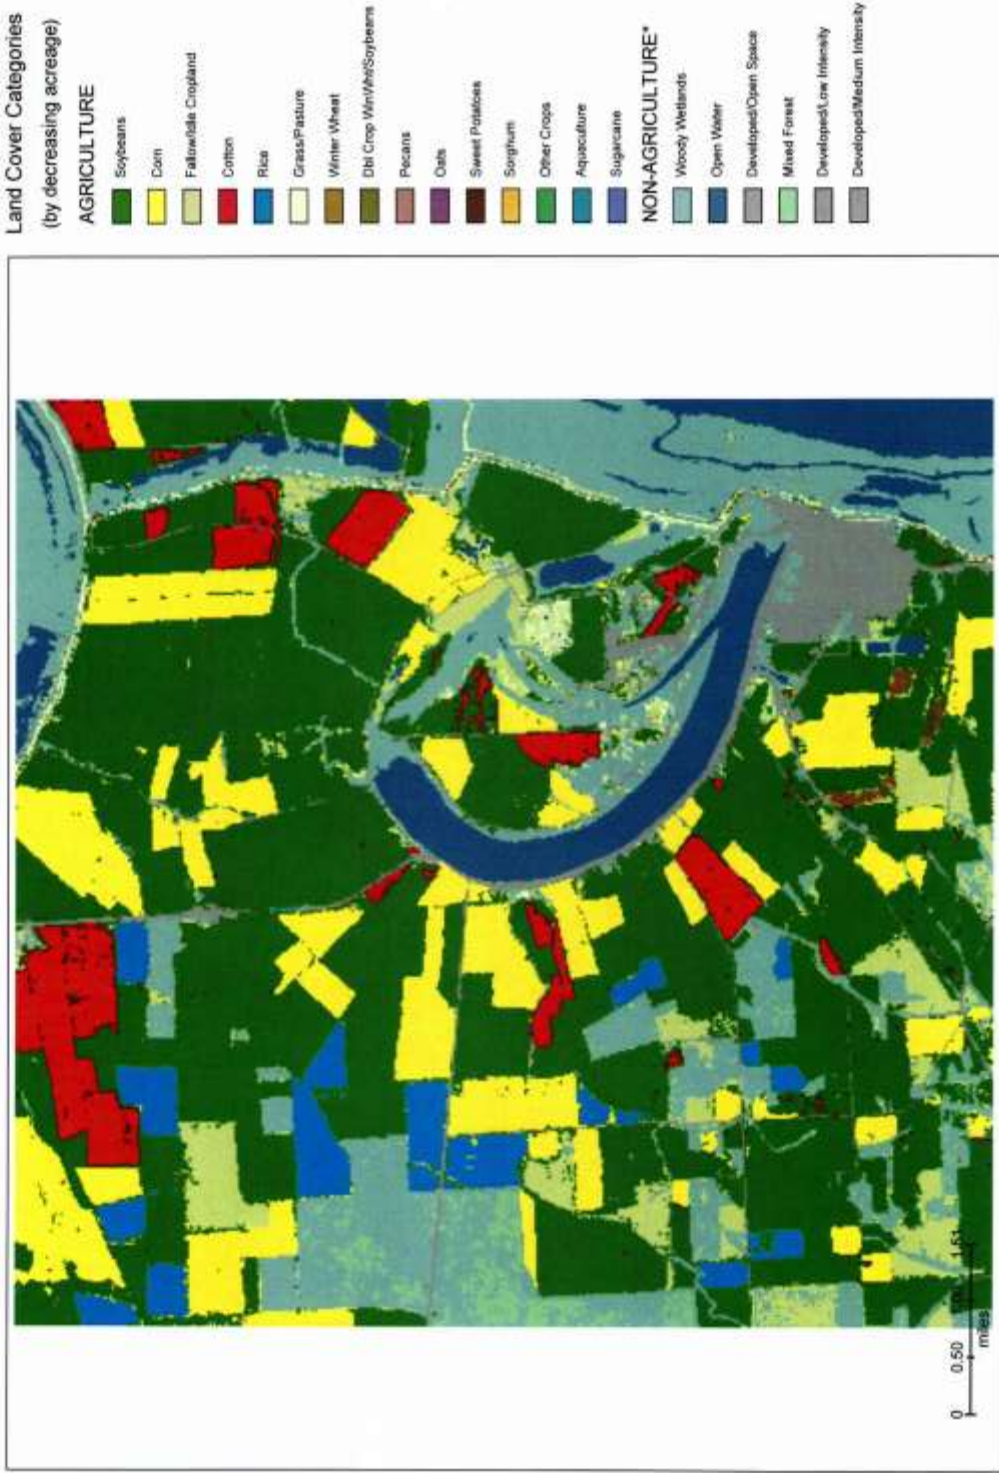 Land Cover Categories
(by decreasing acreage)
AGRICULTURE
Soybeans
Corn
Fallow/Idle Cropland
Cotton
Rice
Grass/Pasture
Winter Wheat
Dbl Crop WinWht/Soybeans
Pecans
Oats
Sweet Potatoes
Sorghum
Other Crops
Aquaculture
Sugarcane
NON-AGRICULTURE*
Woody Wetlands
Open Water
Developed/Open Space
Mixed Forest
Developed/Low Intensity
Developed/Medium Intensity
0 0.50 1.51
miles